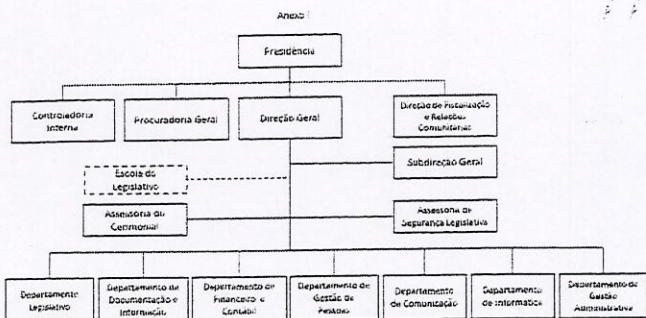 Anexo I
Presidência
Controladoria
Interna
Procuradoria Geral
Direção Geral
Direção de Fiscalização
e Relações
Comunitárias
Subdireção Geral
Escola do
Legislativo
Assessoria de
Cerimonial
Assessoria de
Segurança Legislativa
Departamento
Legislativo
Departamento de
Documentação e
Informação
Departamento de
Financeiro e
Contábil
Departamento de
Gestão de
Pessoas
Departamento
de Comunicação
Departamento
de Informática
Departamento de
Gestão
Administrativa